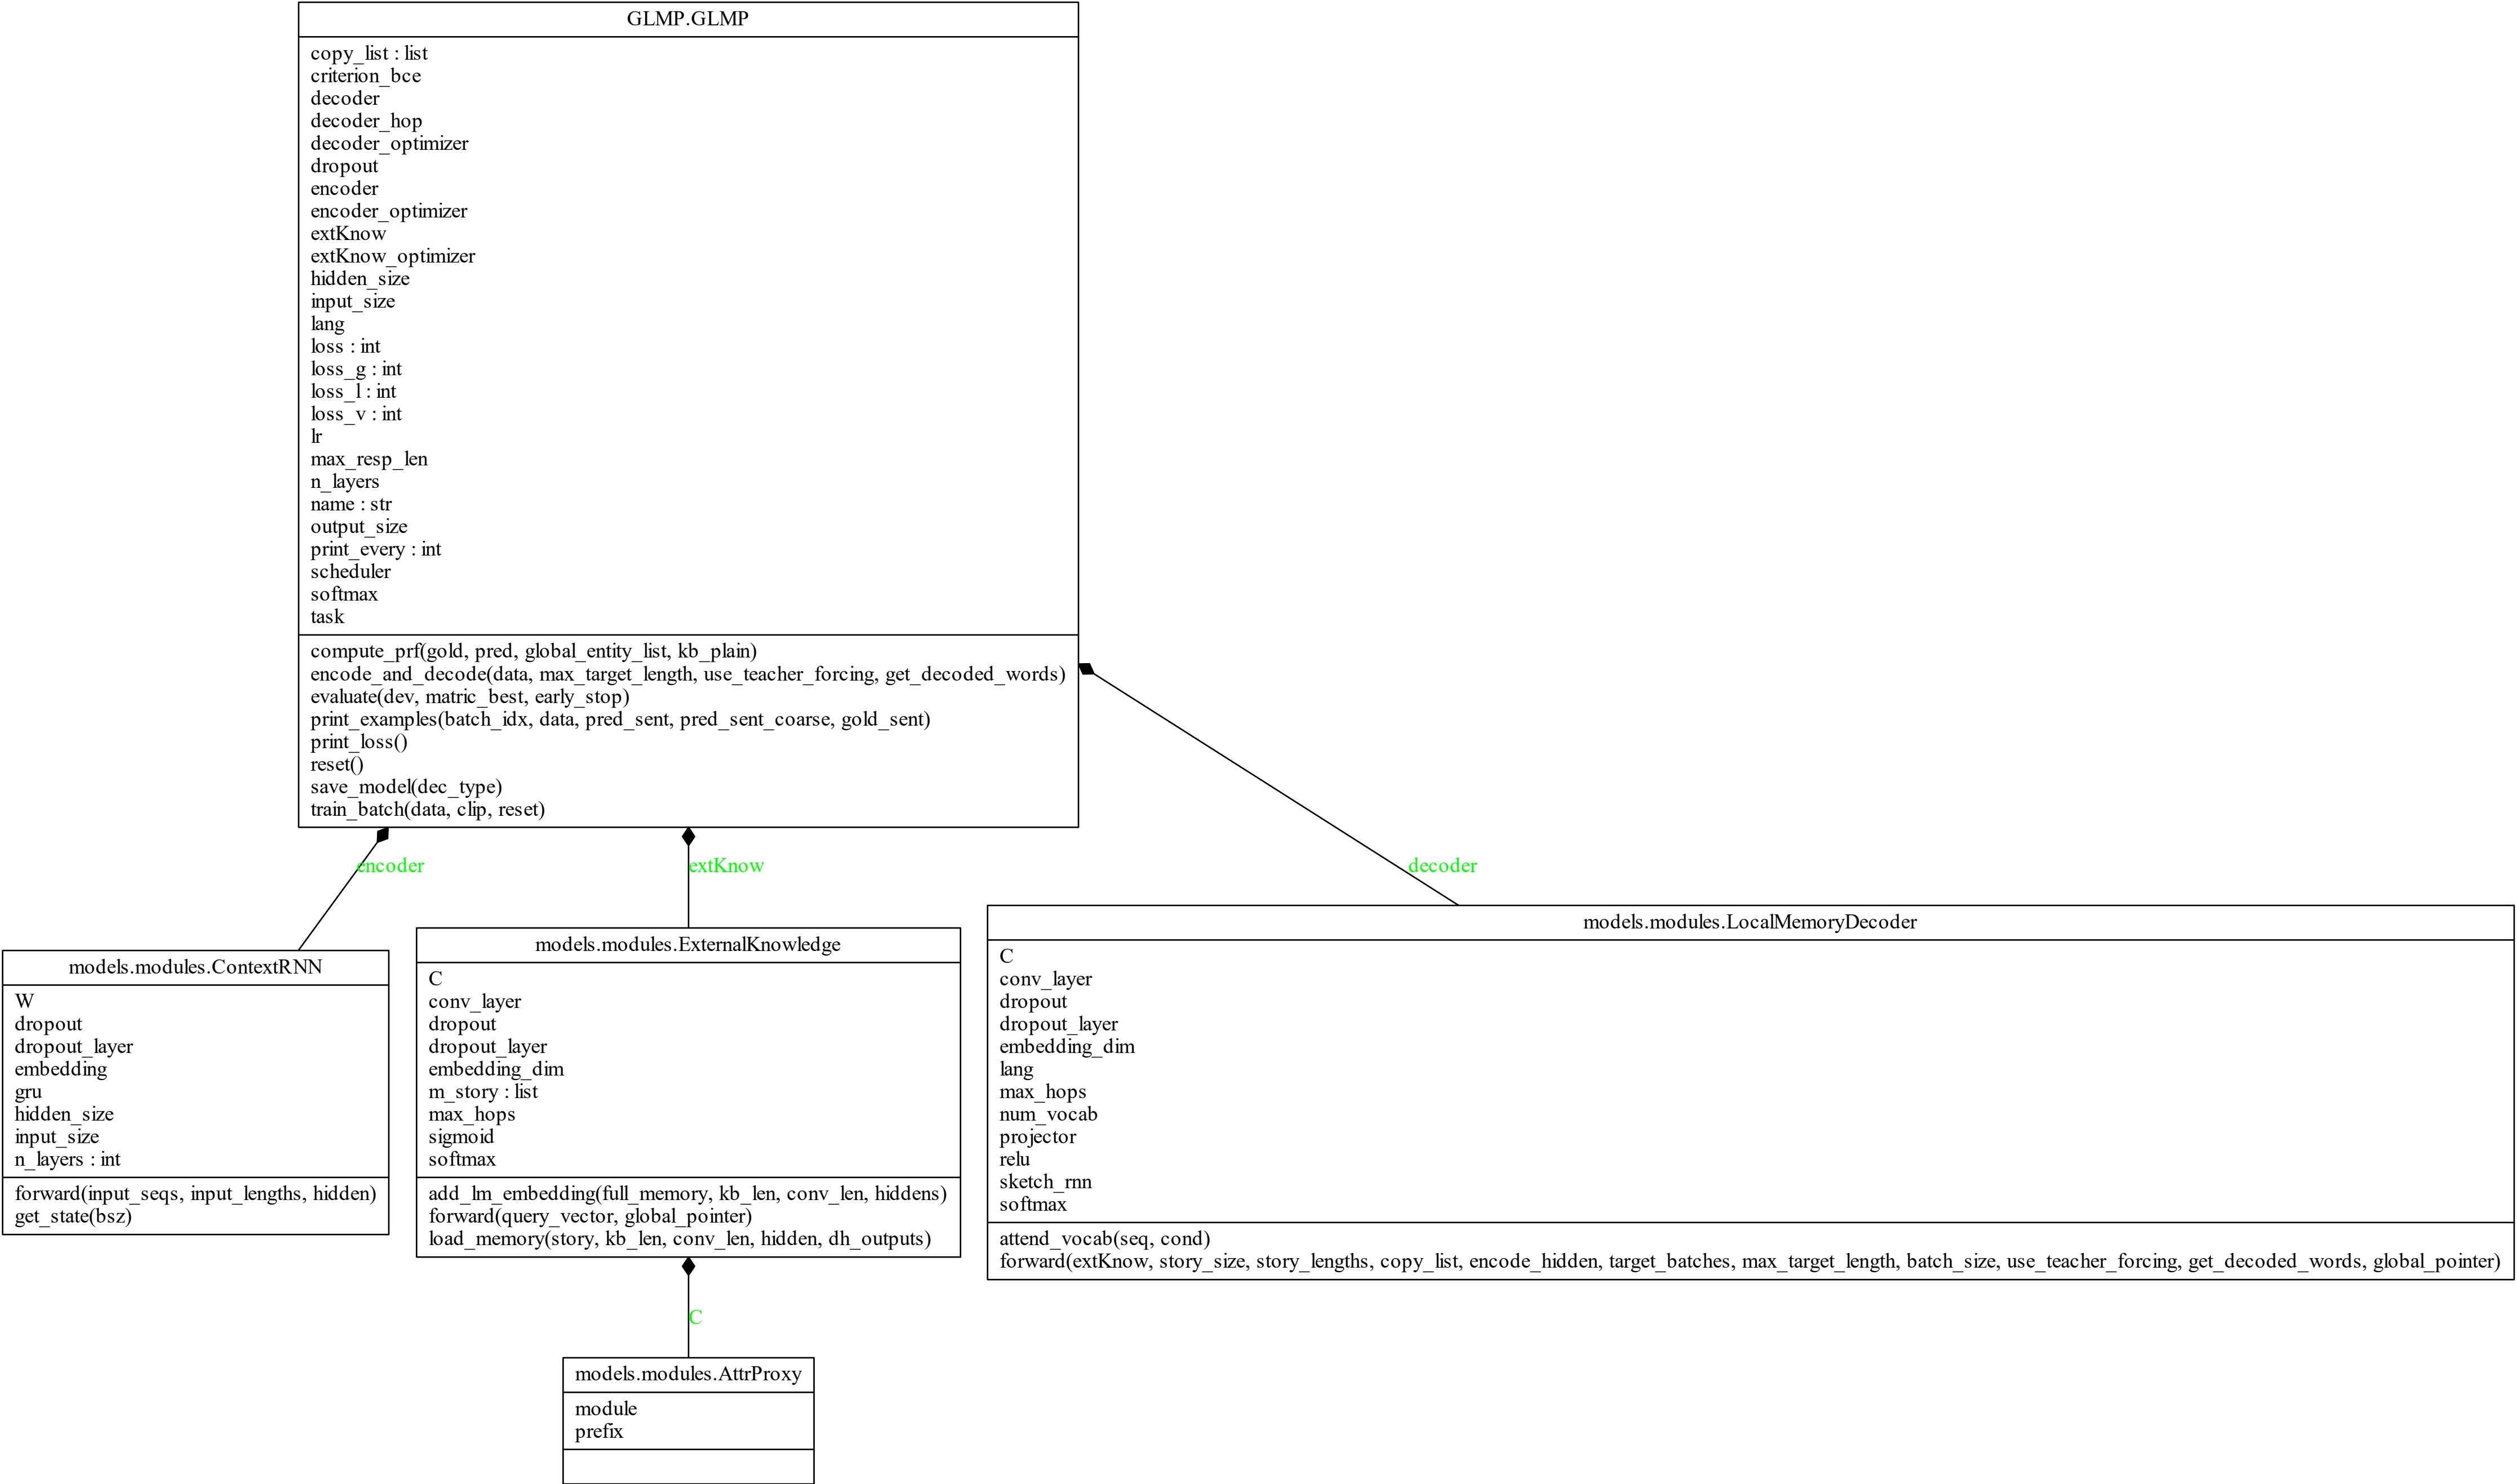 GLMP.GLMP
copy_list : list
criterion_bce
decoder
decoder_hop
decoder_optimizer
dropout
encoder
encoder_optimizer
extKnow
extKnow_optimizer
hidden_size
input_size
lang
loss : int
loss_g : int
loss_l : int
loss_v : int
lr
max_resp_len
n_layers
name : str
output_size
print_every : int
scheduler
softmax
task
compute_prf(gold, pred, global_entity_list, kb_plain)
encode_and_decode(data, max_target_length, use_teacher_forcing, get_decoded_words)
evaluate(dev, matric_best, early_stop)
print_examples(batch_idx, data, pred_sent, pred_sent_coarse, gold_sent)
print_loss()
reset()
save_model(dec_type)
train_batch(data, clip, reset)
encoder
extKnow
decoder
models.modules.ContextRNN
W
dropout
dropout_layer
embedding
gru
hidden_size
input_size
n_layers : int
forward(input_seqs, input_lengths, hidden)
get_state(bsz)
models.modules.ExternalKnowledge
C
conv_layer
dropout
dropout_layer
embedding_dim
m_story : list
max_hops
sigmoid
softmax
add_lm_embedding(full_memory, kb_len, conv_len, hiddens)
forward(query_vector, global_pointer)
load_memory(story, kb_len, conv_len, hidden, dh_outputs)
models.modules.LocalMemoryDecoder
C
conv_layer
dropout
dropout_layer
embedding_dim
lang
max_hops
num_vocab
projector
relu
sketch_rnn
softmax
attend_vocab(seq, cond)
forward(extKnow, story_size, story_lengths, copy_list, encode_hidden, target_batches, max_target_length, batch_size, use_teacher_forcing, get_decoded_words, global_pointer)
C
models.modules.AttrProxy
module
prefix